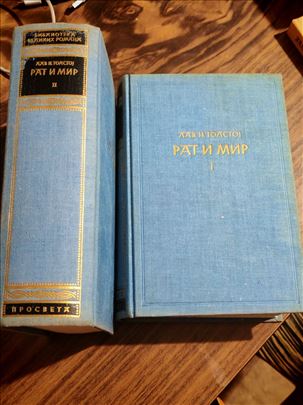 БИБЛИОТЕКА
ВЕЛИКИХ РОМАНА
ЛАВ Н. ТОЛСТОЈ
РАТ И МИР
II
ПРОСВЕТА
ЛАВ Н. ТОЛСТОЈ
РАТ И МИР
I